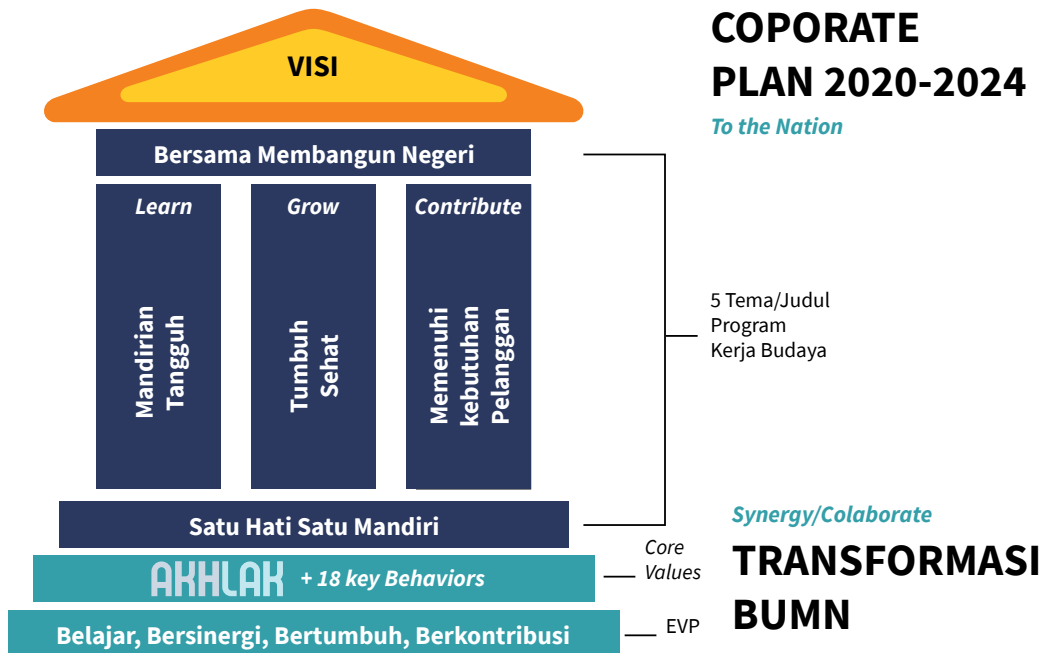 VISI
COPORATE
PLAN 2020-2024
To the Nation
Bersama Membangun Negeri
Learn
Mandirian
Tangguh
Grow
Tumbuh
Sehat
Contribute
Memenuhi
kebutuhan
Pelanggan
5 Tema/Judul
Program
Kerja Budaya
Satu Hati Satu Mandiri
AKHLAK + 18 key Behaviors
Core
Values
Belajar, Bersinergi, Bertumbuh, Berkontribusi
EVP
Synergy/Colaborate
TRANSFORMASI
BUMN